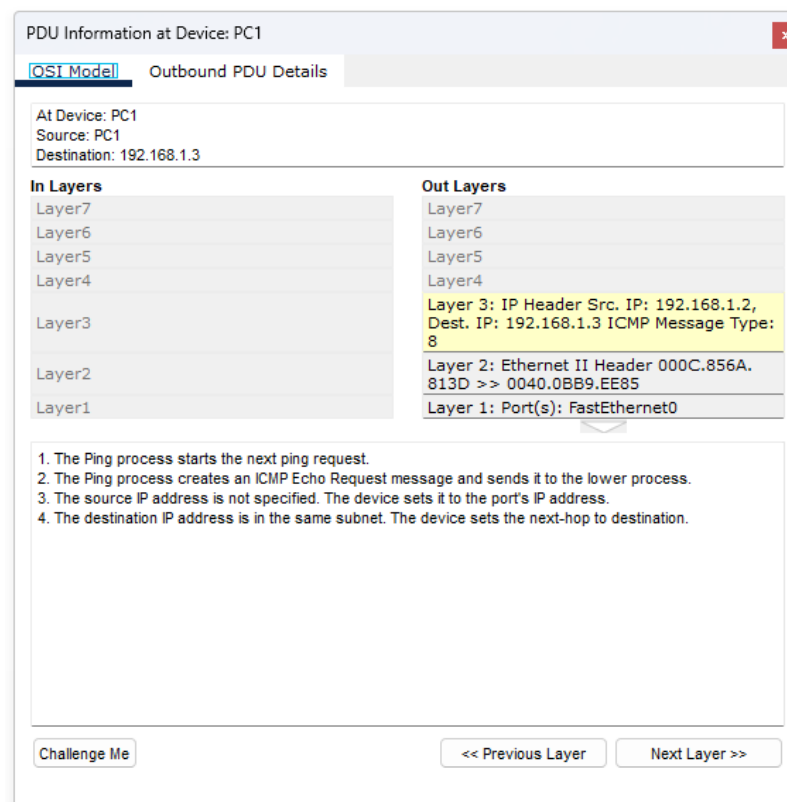 PDU Information at Device: PC1
OSI Model Outbound PDU Details
At Device: PC1
Source: PC1
Destination: 192.168.1.3
In Layers
Layer7
Layer6
Layer5
Layer4
Layer3
Layer2
Layer1
Out Layers
Layer7
Layer6
Layer5
Layer4
Layer 3: IP Header Src. IP: 192.168.1.2,
Dest. IP: 192.168.1.3 ICMP Message Type:
8
Layer 2: Ethernet II Header 000C.856A.
813D >> 0040.0BB9.EE85
Layer 1: Port(s): FastEthernet0
1. The Ping process starts the next ping request.
2. The Ping process creates an ICMP Echo Request message and sends it to the lower process.
3. The source IP address is not specified. The device sets it to the port's IP address.
4. The destination IP address is in the same subnet. The device sets the next-hop to destination.
Challenge Me << Previous Layer Next Layer >>